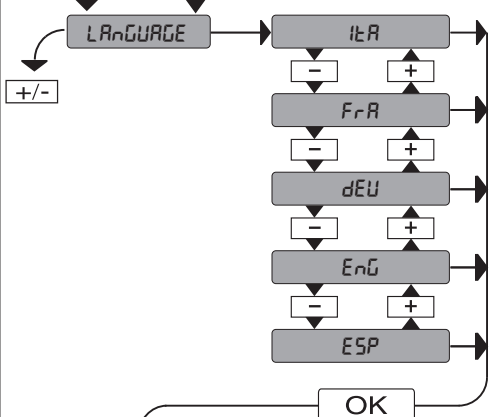 LAnGUAGE
ItA
- +
+/-
FrA
- +
dEU
- +
EnG
- +
ESP
OK